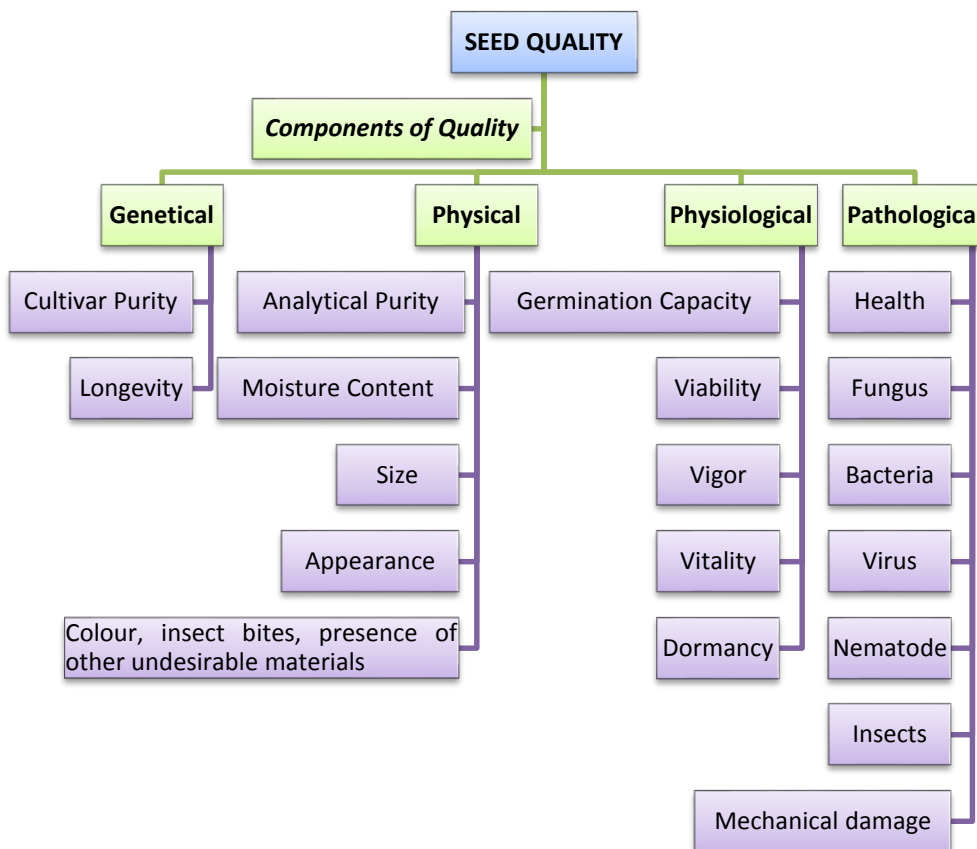 SEED QUALITY
Components of Quality
Genetical
Physical
Physiological
Pathological
Cultivar Purity
Analytical Purity
Germination Capacity
Health
Longevity
Moisture Content
Viability
Fungus
Size
Vigor
Bacteria
Appearance
Vitality
Virus
Colour, insect bites, presence of
other undesirable materials
Dormancy
Nematode
Insects
Mechanical damage